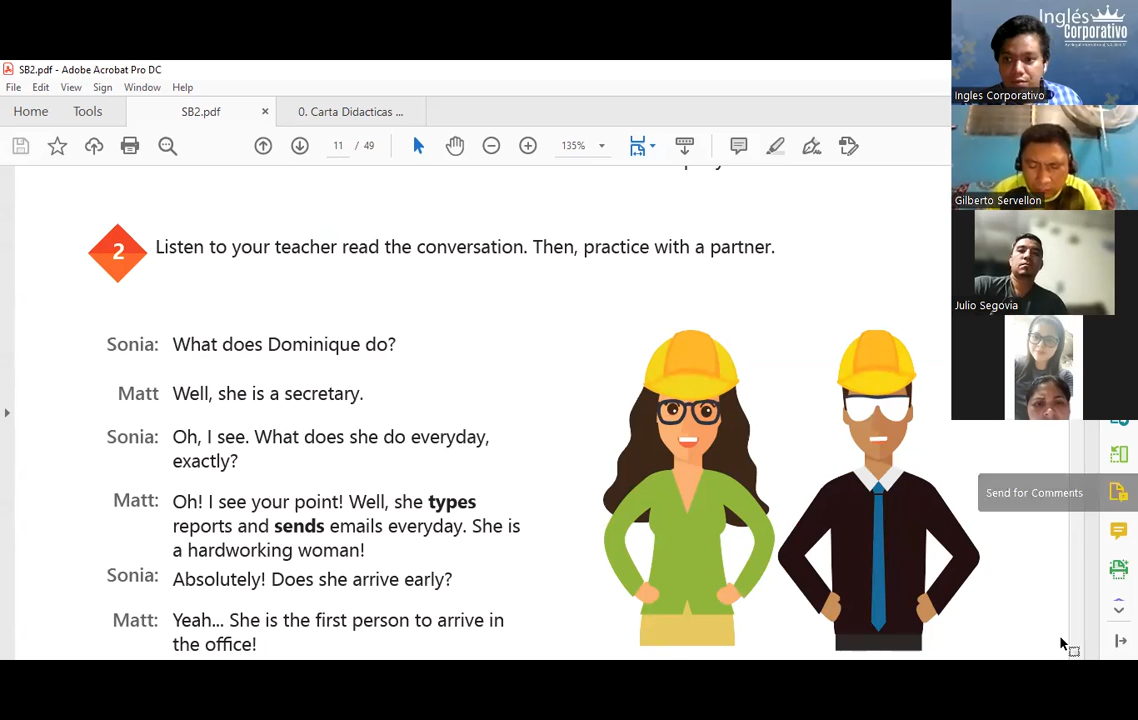 SB2.pdf - Adobe Acrobat Pro DC
File Edit View Sign Window Help
Home Tools SB2.pdf × 0. Carta Didacticas ...
11 / 49 135%
2 Listen to your teacher read the conversation. Then, practice with a partner.
Sonia: What does Dominique do?
Matt Well, she is a secretary.
Sonia: Oh, I see. What does she do everyday,
exactly?
Matt: Oh! I see your point! Well, she types
reports and sends emails everyday. She is
a hardworking woman!
Sonia: Absolutely! Does she arrive early?
Matt: Yeah... She is the first person to arrive in
the office!
Inglés
Corporativo
Ingles Corporativo
Gilberto Servellon
Julio Segovia
Send for Comments